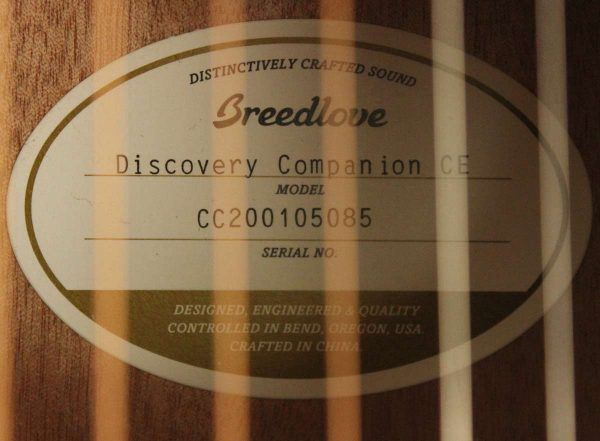 DISTINCTIVELY CRAFTED SOUND
Breedlove
Discovery Companion CE
MODEL
CC200105085
SERIAL NO.
DESIGNED, ENGINEERED & QUALITY
CONTROLLED IN BEND, OREGON, USA.
CRAFTED IN CHINA.